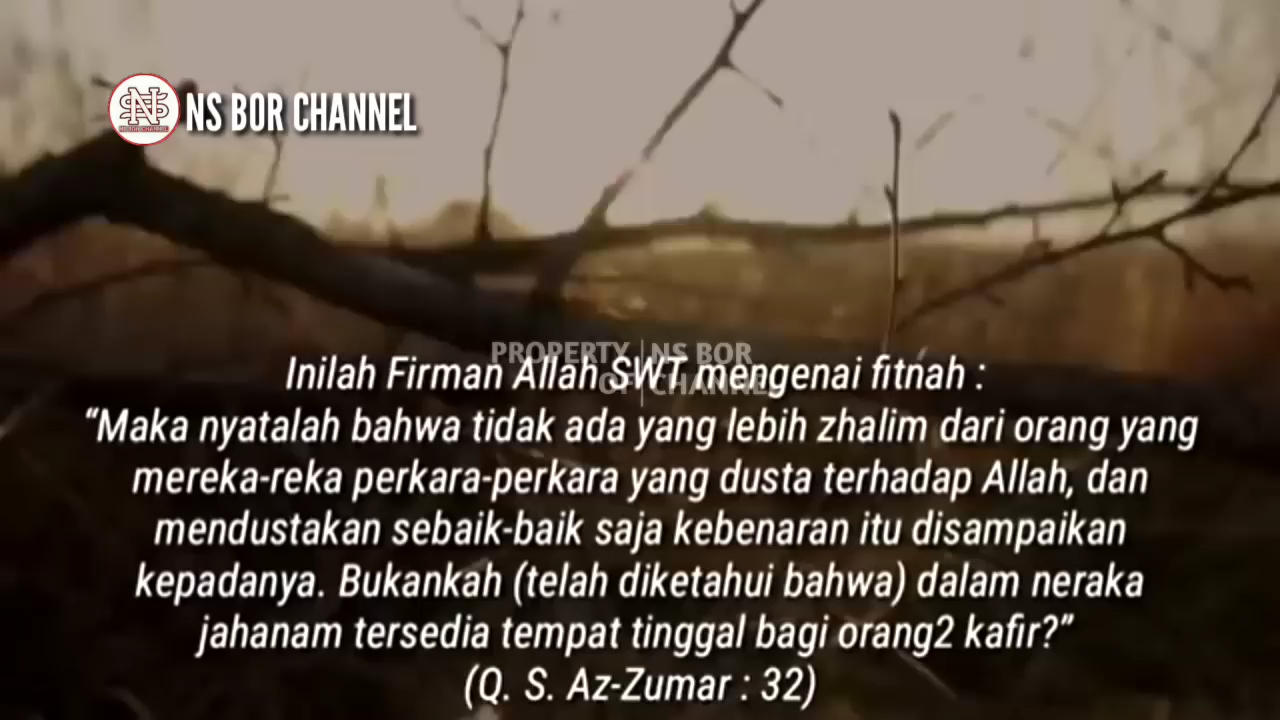 NS BOR CHANNEL
PROPERTY OF | NS BOR CHANNEL
Inilah Firman Allah SWT mengenai fitnah :
“Maka nyatalah bahwa tidak ada yang lebih zhalim dari orang yang
mereka-reka perkara-perkara yang dusta terhadap Allah, dan
mendustakan sebaik-baik saja kebenaran itu disampaikan
kepadanya. Bukankah (telah diketahui bahwa) dalam neraka
jahanam tersedia tempat tinggal bagi orang2 kafir?”
(Q. S. Az-Zumar : 32)